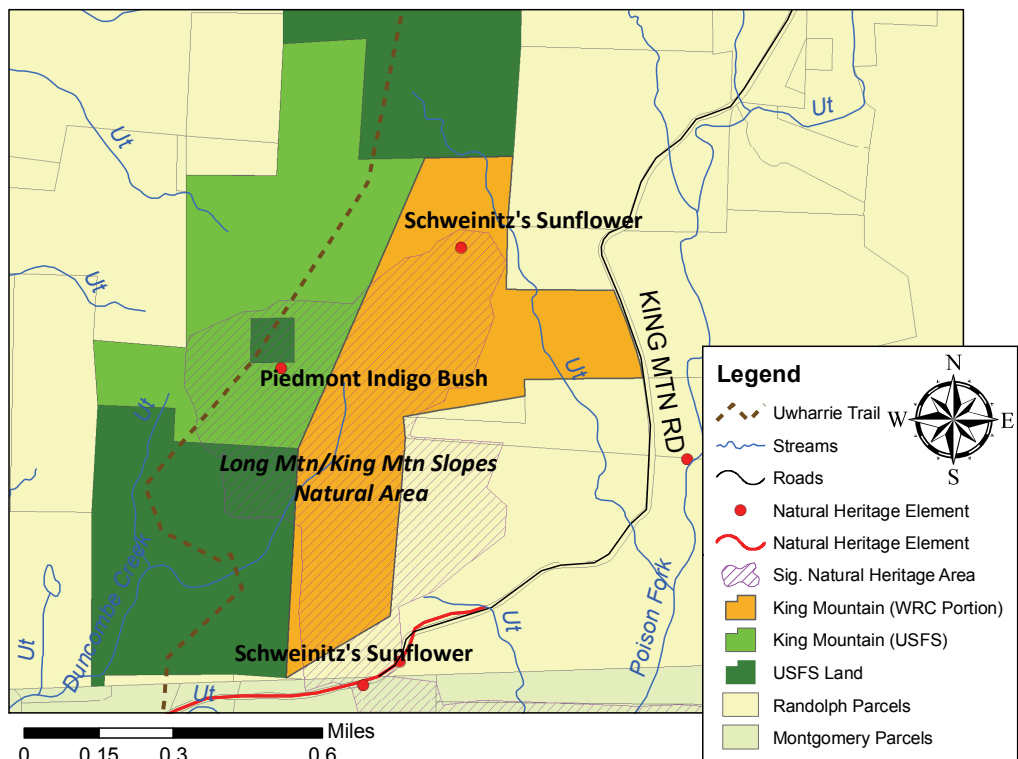 Ut
Ut
Schweinitz's Sunflower
Ut
KING MTN RD
Ut
Piedmont Indigo Bush
Ut
Long Mtn/King Mtn Slopes
Natural Area
Duncombe Creek
Poison Fork
Ut
Ut
Schweinitz's Sunflower
Ut
Legend
N
W
E
S
Uwharrie Trail
Streams
Roads
Natural Heritage Element
Natural Heritage Element
Sig. Natural Heritage Area
King Mountain (WRC Portion)
King Mountain (USFS)
USFS Land
Randolph Parcels
Montgomery Parcels
Miles
0 0.15 0.3 0.6